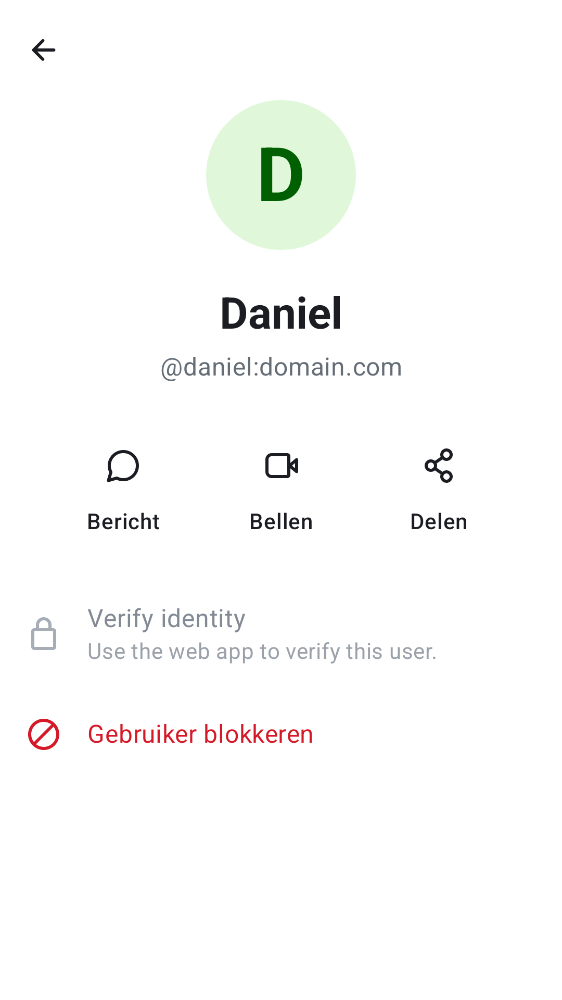 D
Daniel
@daniel:domain.com
Bericht
Bellen
Delen
Verify identity
Use the web app to verify this user.
Gebruiker blokkeren